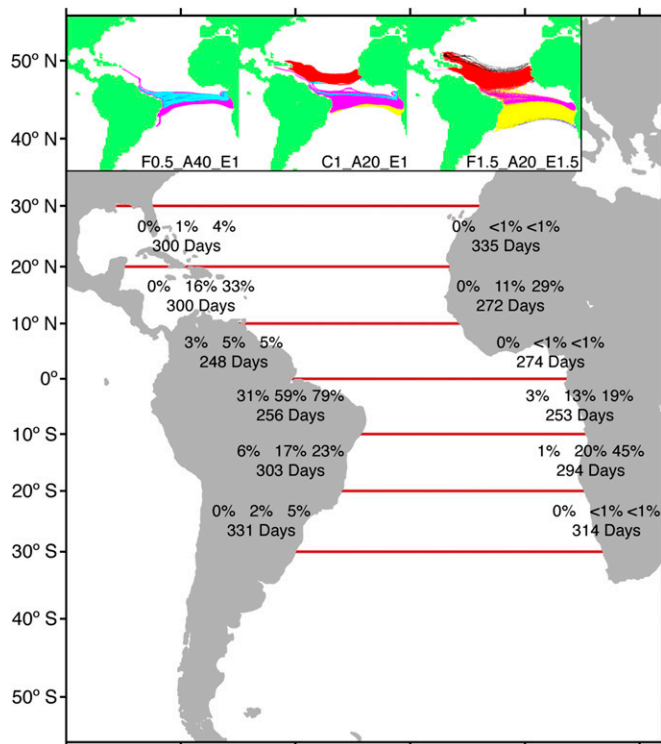 50° N
40° N
30° N
20° N
10° N
0°
10° S
20° S
30° S
40° S
50° S
F0.5_A40_E1
C1_A20_E1
F1.5_A20_E1.5
0% 1% 4%
300 Days
0% <1% <1%
335 Days
0% 16% 33%
300 Days
0% 11% 29%
272 Days
3% 5% 5%
248 Days
0% <1% <1%
274 Days
31% 59% 79%
256 Days
3% 13% 19%
253 Days
6% 17% 23%
303 Days
1% 20% 45%
294 Days
0% 2% 5%
331 Days
0% <1% <1%
314 Days